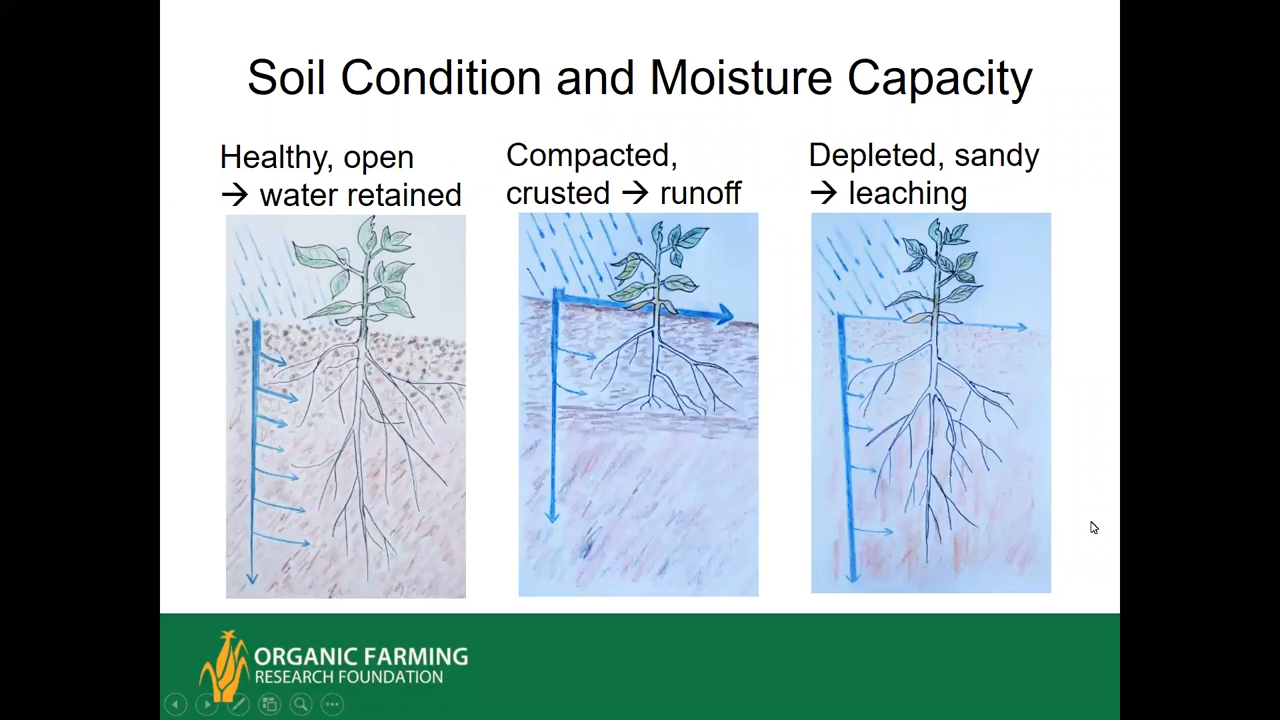 Soil Condition and Moisture Capacity
Healthy, open
→ water retained
Compacted,
crusted → runoff
Depleted, sandy
→ leaching
ORGANIC FARMING
RESEARCH FOUNDATION